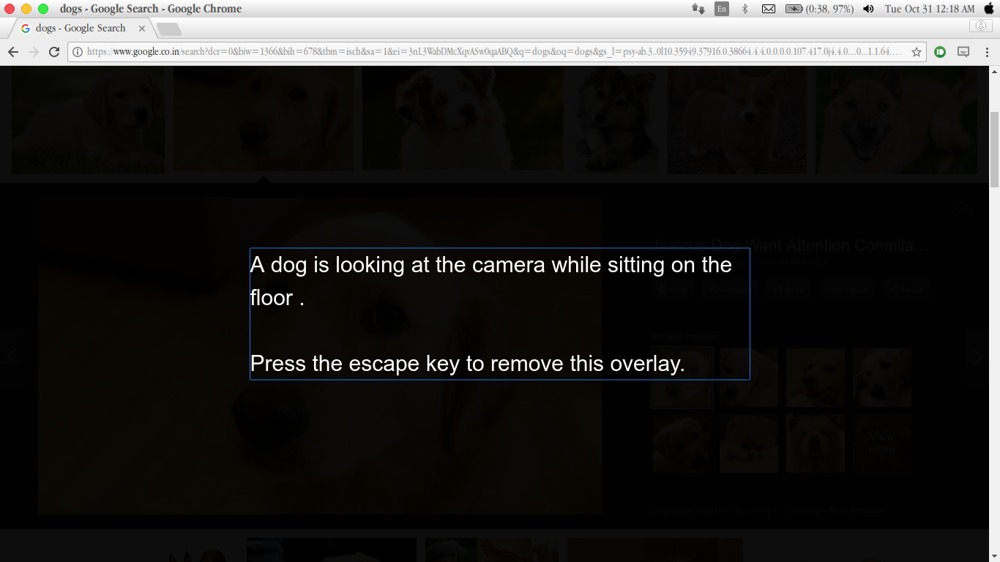 dogs - Google Search - Google Chrome
En
(0:38, 97%)
Tue Oct 31 12:18 AM
dogs - Google Search
https://www.google.co.in/search?dcr=0&biw=1366&bih=678&tbm=isch&sa=1&ei=3nL3WabDMcXqvASw0qaABQ&q=dogs&oq=dogs&gs_l=psy-ab.3..0l10.35949.37916.0.38664.4.4.0.0.0.0.107.417.0j4.4.0....0...1.1.64....
Jealous Dog Want Attention Compila...
Visit
View image
Save
View saved
Share
Related images:
View
more
A dog is looking at the camera while sitting on the
floor .
Press the escape key to remove this overlay.